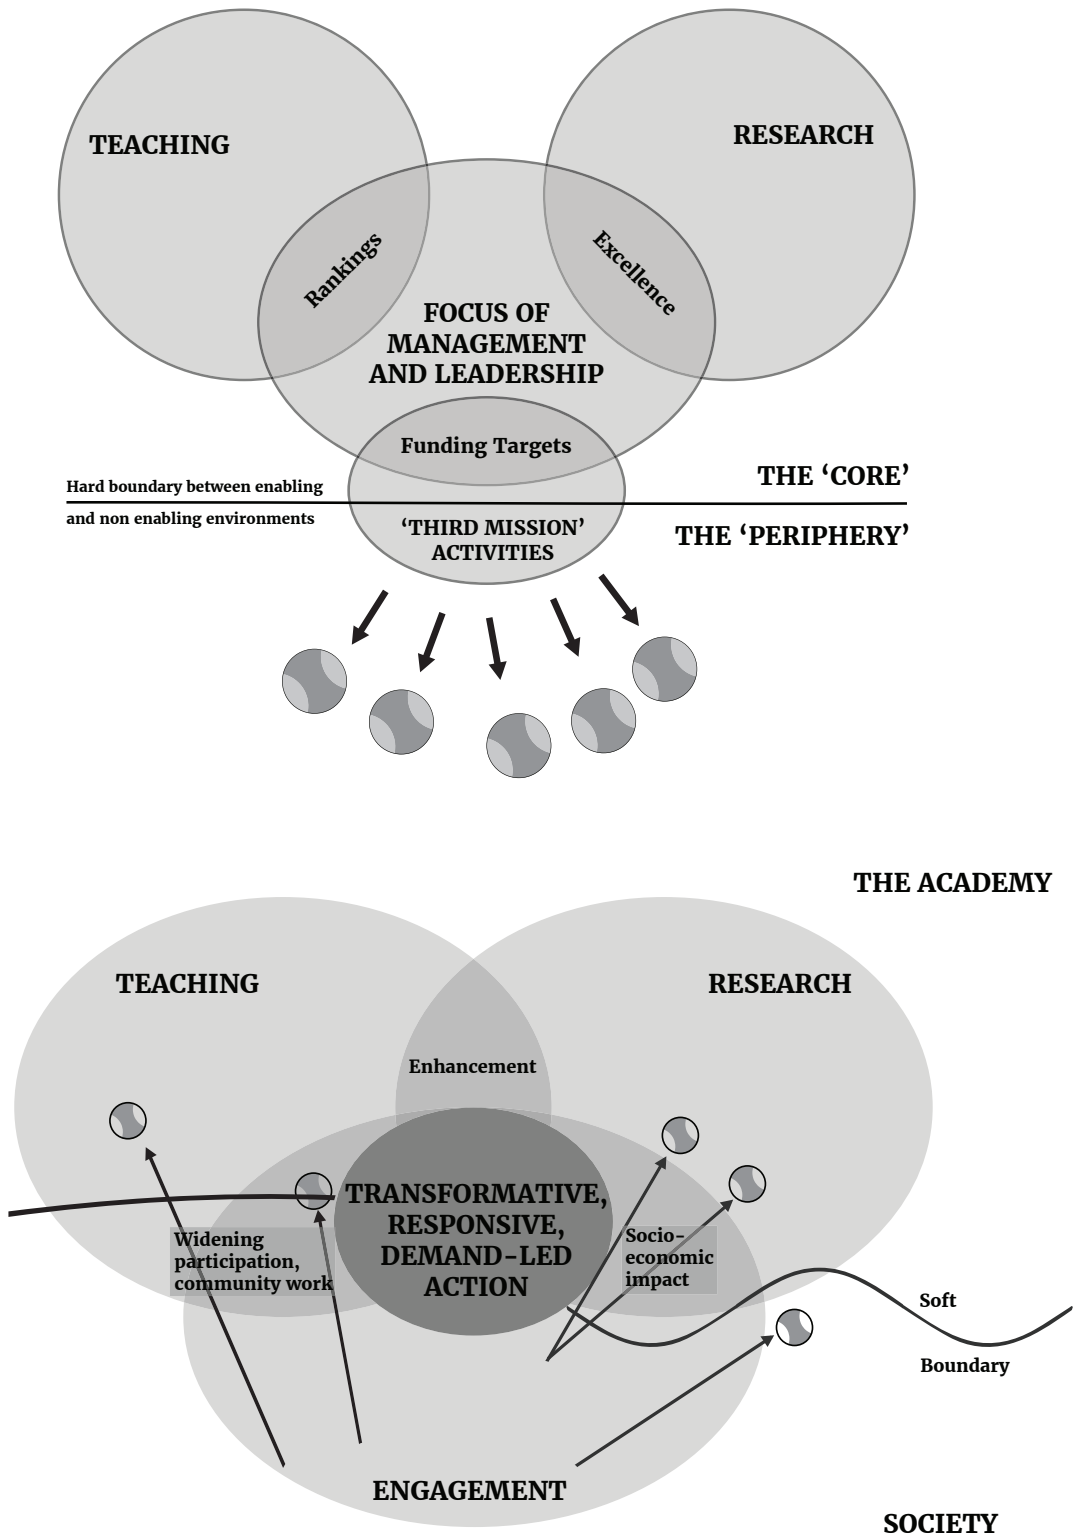 TEACHING
RESEARCH
Rankings
Excellence
FOCUS OF
MANAGEMENT
AND LEADERSHIP
Funding Targets
THE ‘CORE’
Hard boundary between enabling
and non enabling environments
THE ‘PERIPHERY’
‘THIRD MISSION’
ACTIVITIES
THE ACADEMY
TEACHING
RESEARCH
Enhancement
TRANSFORMATIVE,
RESPONSIVE,
DEMAND-LED
ACTION
Widening
participation,
community work
Socio-
economic
impact
Soft
Boundary
ENGAGEMENT
SOCIETY